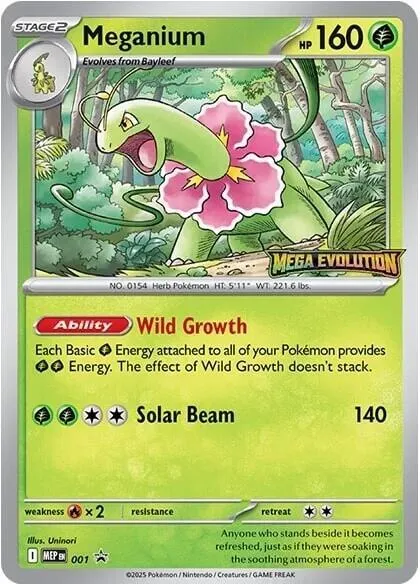 STAGE2
Meganium
HP 160
Evolves from Bayleef
MEGA EVOLUTION
NO. 0154 Herb Pokémon HT: 5'11" WT: 221.6 lbs.
Ability Wild Growth
Each Basic Energy attached to all of your Pokémon provides
Energy. The effect of Wild Growth doesn't stack.
Solar Beam 140
weakness ×2 resistance retreat
Illus. Uninori
I MEP EN 001
Anyone who stands beside it becomes
refreshed, just as if they were soaking in
the soothing atmosphere of a forest.
©2025 Pokémon / Nintendo / Creatures / GAME FREAK